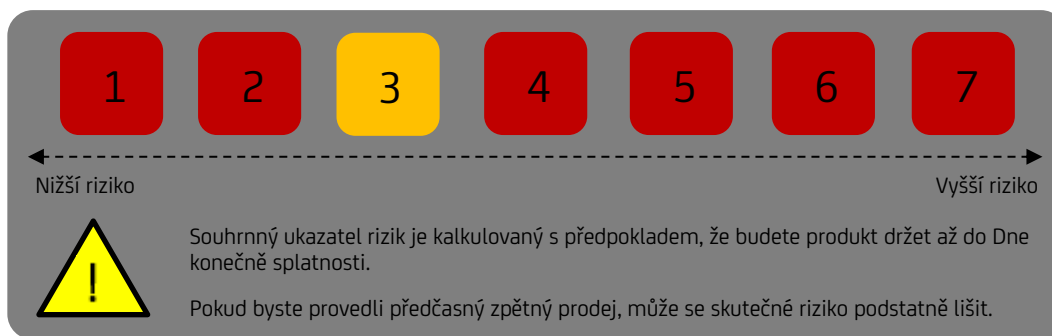 1 2 3 4 5 6 7
Nižší riziko Vyšší riziko
!
Souhrnný ukazatel rizik je kalkulovaný s předpokladem, že budete produkt držet až do Dne
konečně splatnosti.
Pokud byste provedli předčasný zpětný prodej, může se skutečné riziko podstatně lišit.